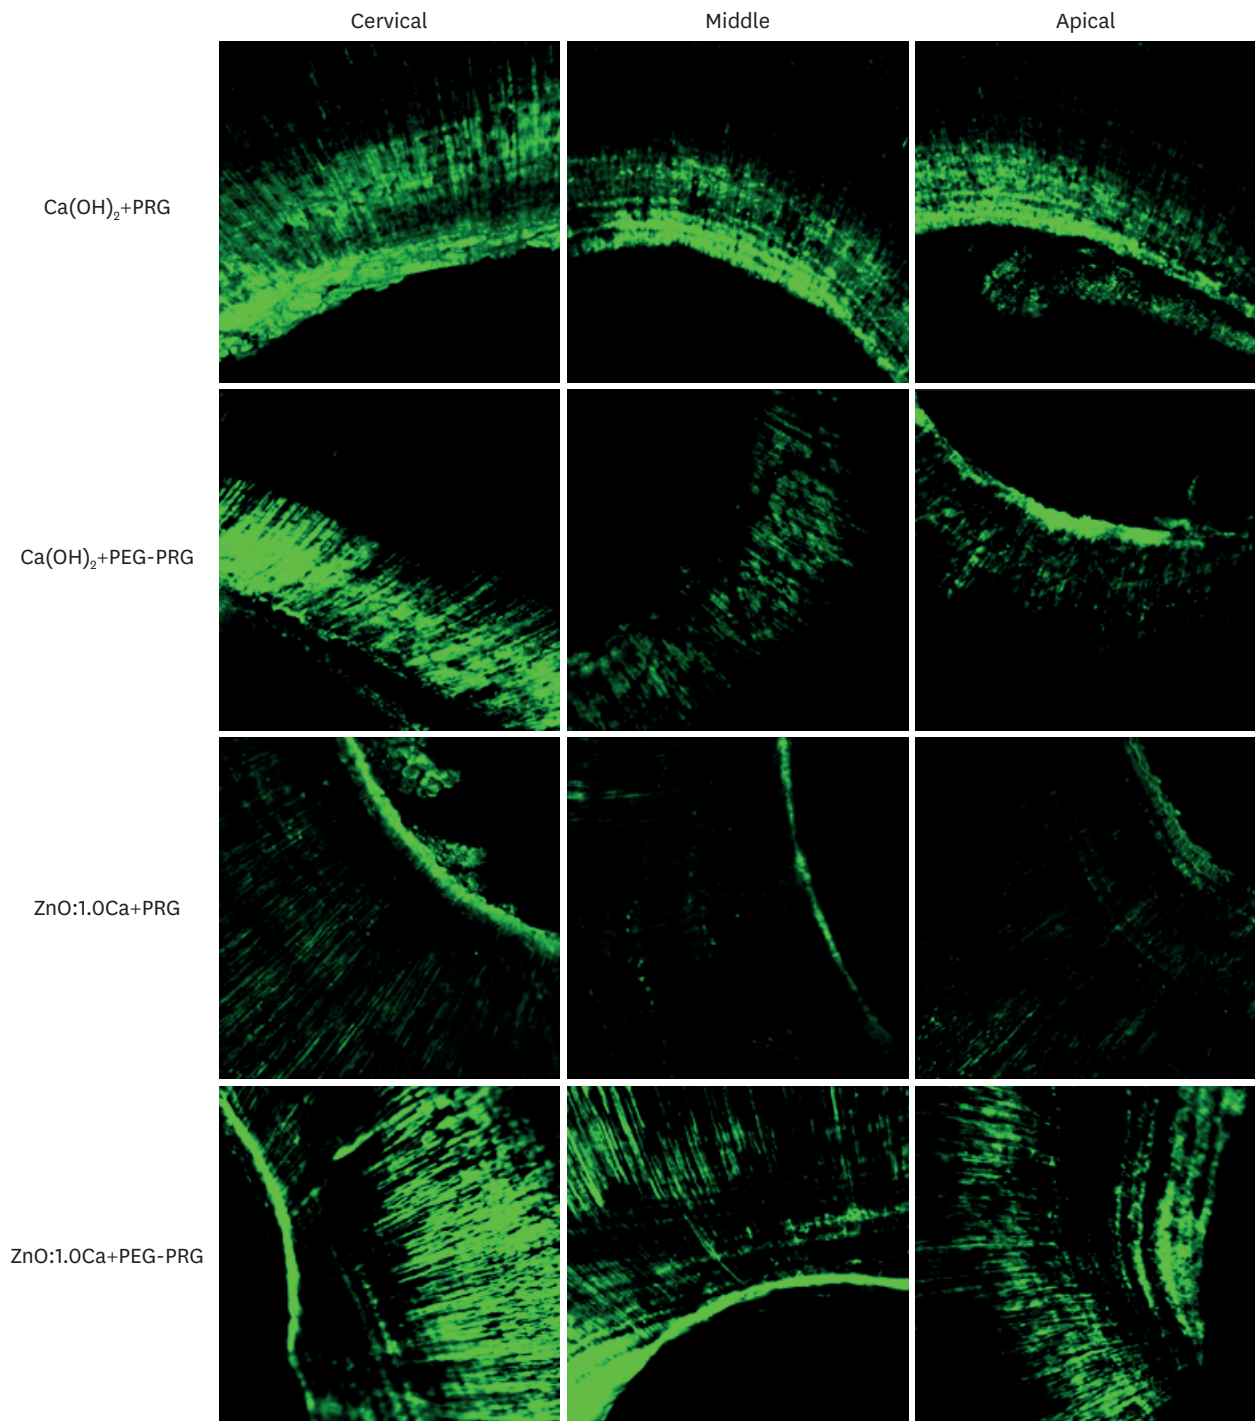 Cervical Middle Apical
Ca(OH)₂+PRG
Ca(OH)₂+PEG-PRG
ZnO:1.0Ca+PRG
ZnO:1.0Ca+PEG-PRG